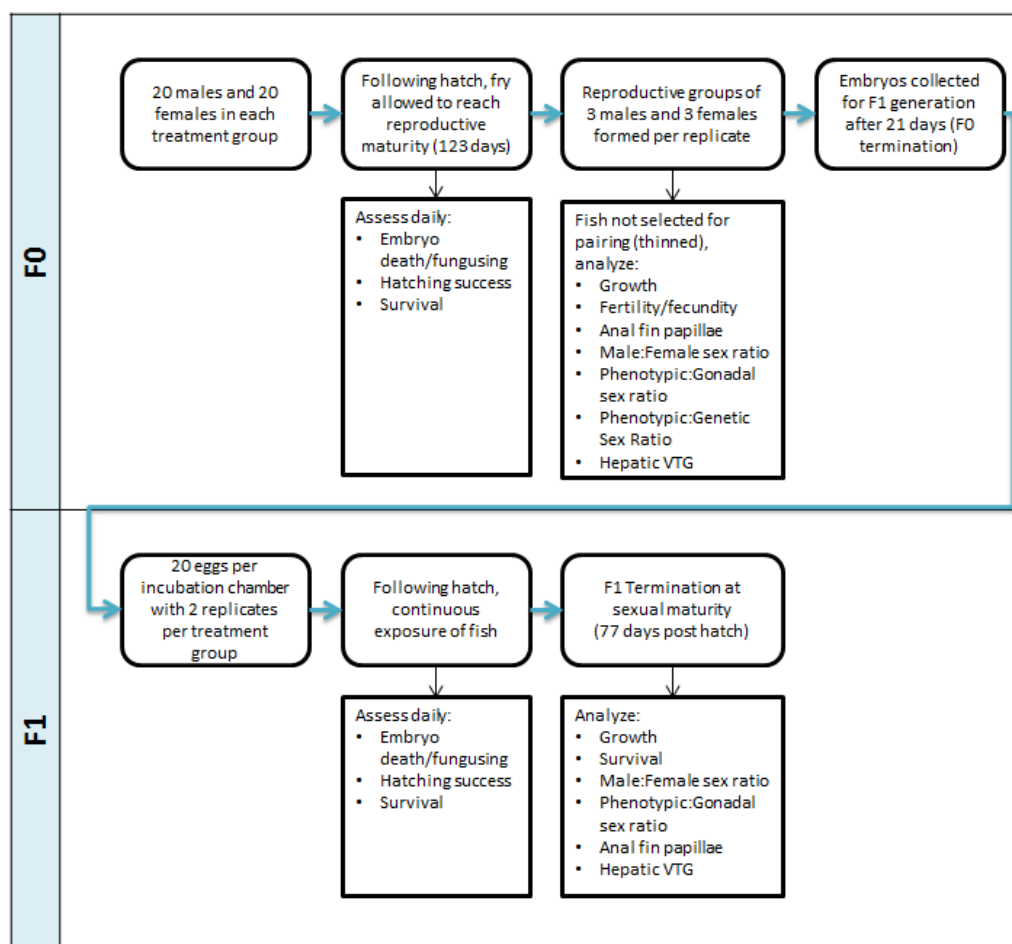 F0
20 males and 20
females in each
treatment group
Following hatch, fry
allowed to reach
reproductive
maturity (123 days)
Reproductive groups of
3 males and 3 females
formed per replicate
Embryos collected
for F1 generation
after 21 days (F0
termination)
Assess daily:
• Embryo
death/fungusing
• Hatching success
• Survival
Fish not selected for
pairing (thinned),
analyze:
• Growth
• Fertility/fecundity
• Anal fin papillae
• Male:Female sex ratio
• Phenotypic:Gonadal
sex ratio
• Phenotypic:Genetic
Sex Ratio
• Hepatic VTG
F1
20 eggs per
incubation chamber
with 2 replicates
per treatment
group
Following hatch,
continuous
exposure of fish
F1 Termination at
sexual maturity
(77 days post hatch)
Assess daily:
• Embryo
death/fungusing
• Hatching success
• Survival
Analyze:
• Growth
• Survival
• Male:Female sex ratio
• Phenotypic:Gonadal
sex ratio
• Anal fin papillae
• Hepatic VTG